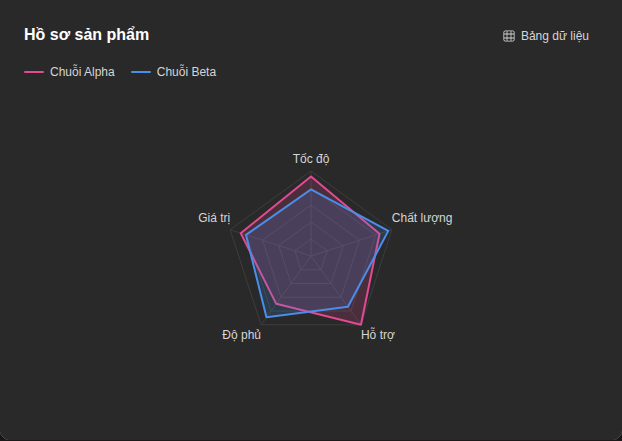 Hồ sơ sản phẩm
Bảng dữ liệu
Chuỗi Alpha
Chuỗi Beta
Tốc độ
Giá trị
Chất lượng
Độ phủ
Hỗ trợ